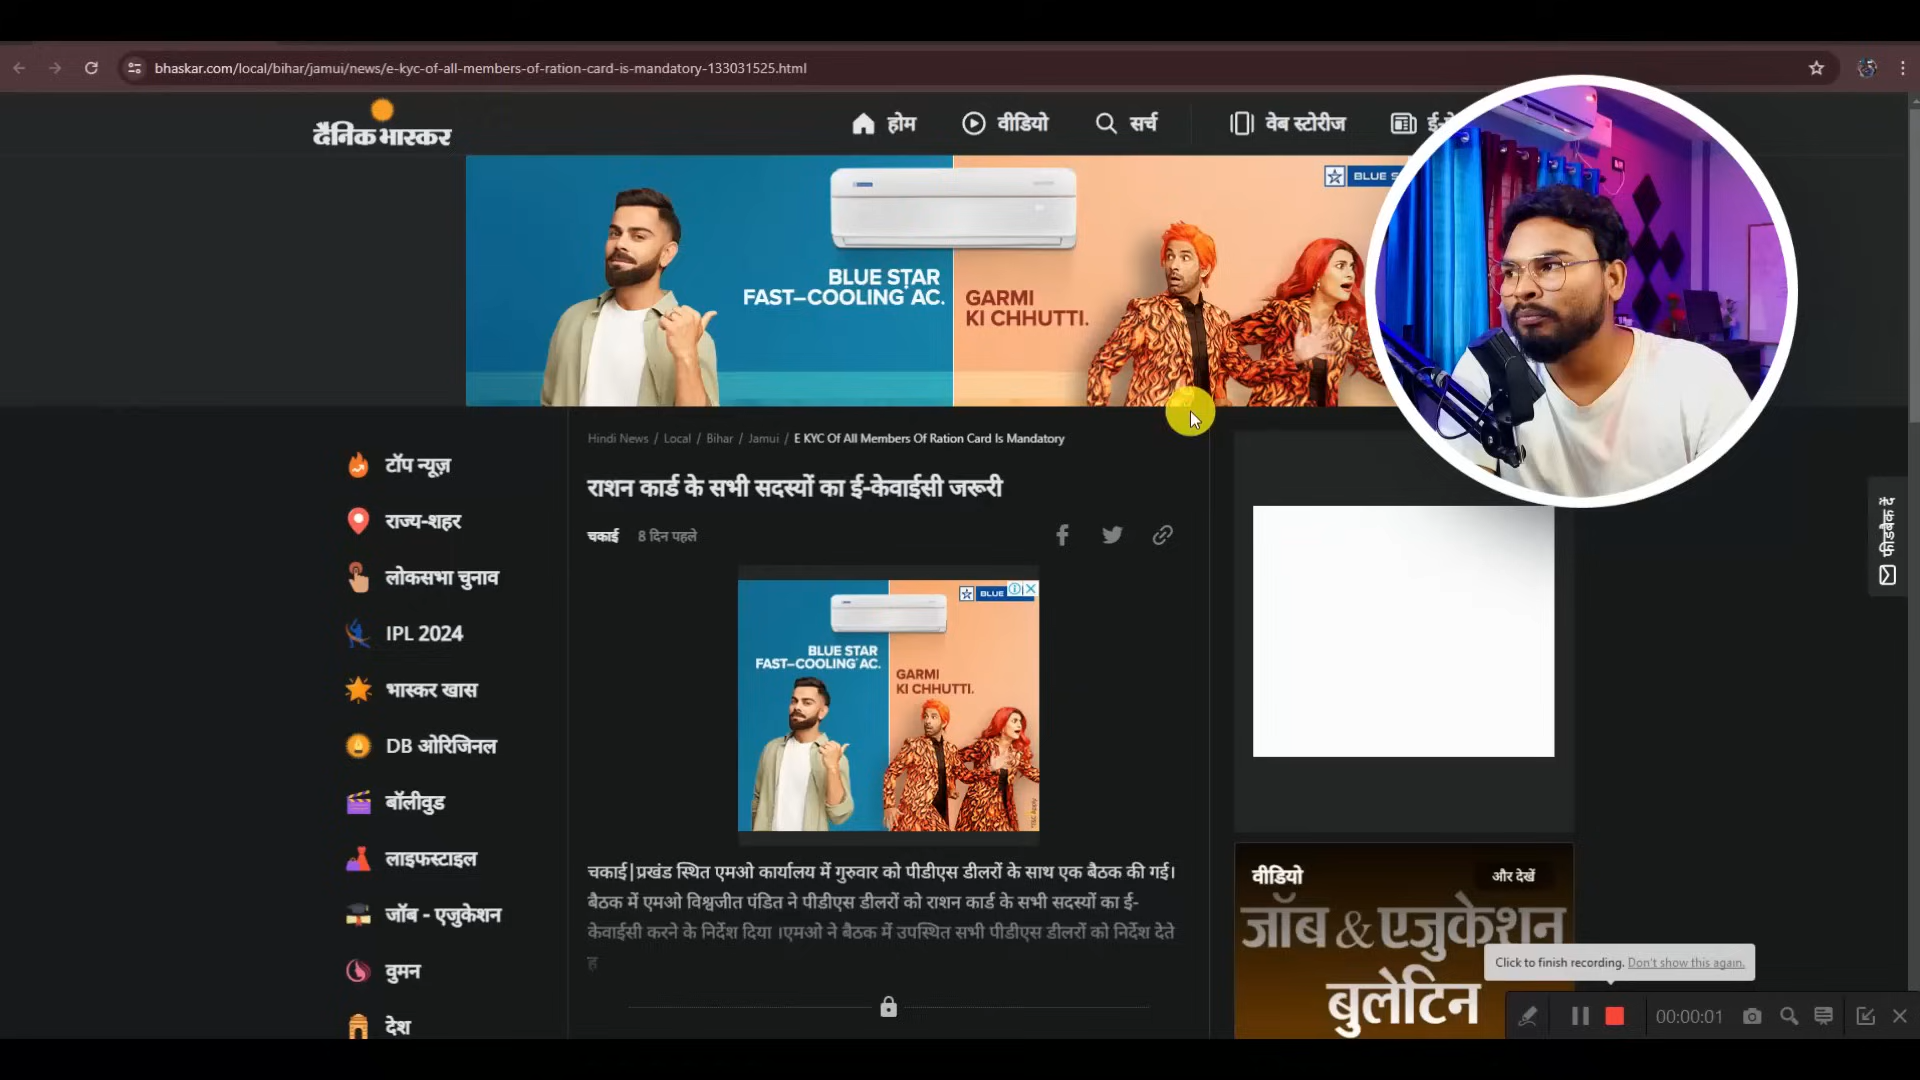 bhaskar.com/local/bihar/jamui/news/e-kyc-of-all-members-of-ration-card-is-mandatory-133031525.html
दैनिक भास्कर
होम
वीडियो
सर्च
वेब स्टोरीज
BLUE STAR
FAST–COOLING AC.
GARMI
KI CHHUTTI.
BLUE
Hindi News / Local / Bihar / Jamui / E KYC Of All Members Of Ration Card Is Mandatory
टॉप न्यूज़
राज्य-शहर
लोकसभा चुनाव
IPL 2024
भास्कर खास
DB ओरिजिनल
बॉलीवुड
लाइफस्टाइल
जॉब - एजुकेशन
वुमन
देश
राशन कार्ड के सभी सदस्यों का ई-केवाईसी जरूरी
चकाई 8 दिन पहले
BLUE
BLUE STAR
FAST–COOLING AC.
GARMI
KI CHHUTTI.
चकाई|प्रखंड स्थित एमओ कार्यालय में गुरुवार को पीडीएस डीलरों के साथ एक बैठक की गई।
बैठक में एमओ विश्वजीत पंडित ने पीडीएस डीलरों को राशन कार्ड के सभी सदस्यों का ई-
केवाईसी करने के निर्देश दिया ।एमओ ने बैठक में उपस्थित सभी पीडीएस डीलरों को निर्देश देते
ह
फीडबैक दें
वीडियो
और देखें
जॉब & एजुकेशन
बुलेटिन
Click to finish recording. Don't show this again.
00:00:01